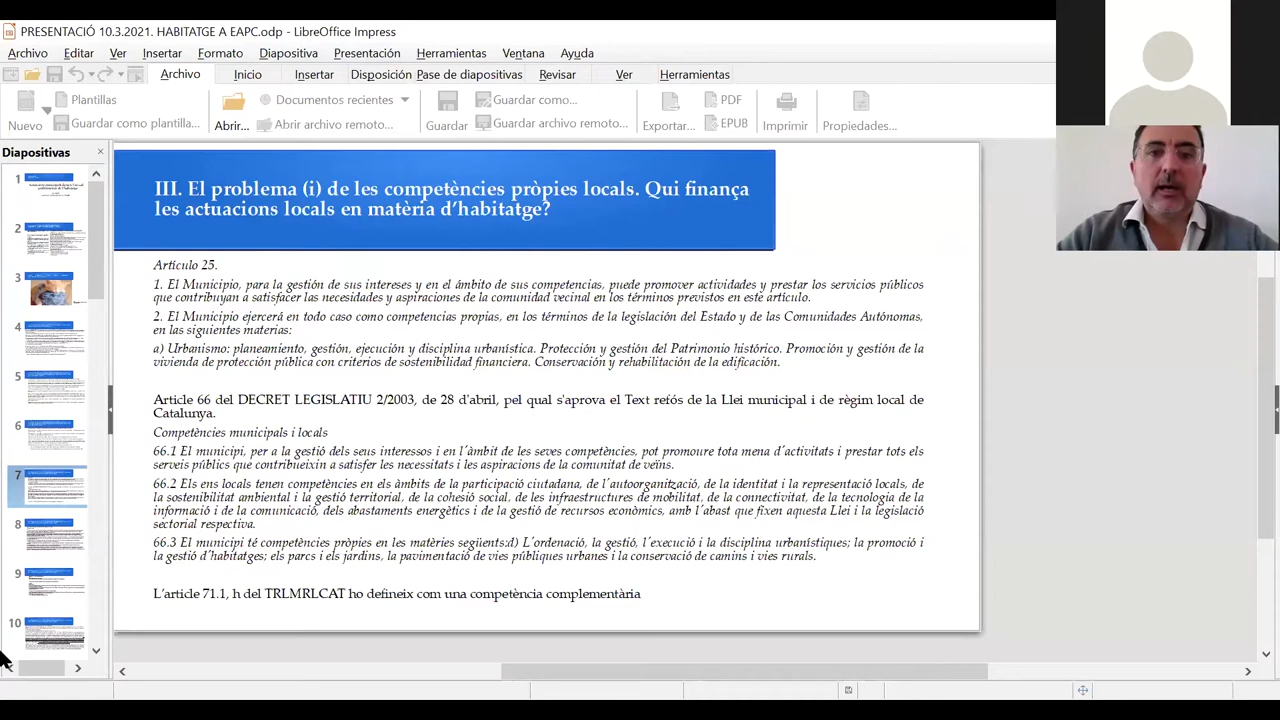 PRESENTACIÓ 10.3.2021. HABITATGE A EAPC.odp - LibreOffice Impress
Archivo Editar Ver Insertar Formato Diapositiva Presentación Herramientas Ventana Ayuda
Archivo Inicio Insertar Disposición Pase de diapositivas Revisar Ver Herramientas
Plantillas Documentos recientes Guardar como... PDF
Nuevo Guardar como plantilla... Abrir... Abrir archivo remoto... Guardar Guardar archivo remoto... Exportar... EPUB Imprimir Propiedades...
Diapositivas
1
2
3
4
5
6
7
8
9
10
III. El problema (i) de les competències pròpies locals. Qui finança
les actuacions locals en matèria d’habitatge?
Artículo 25.
1. El Municipio, para la gestión de sus intereses y en el ámbito de sus competencias, puede promover actividades y prestar los servicios públicos
que contribuyan a satisfacer las necesidades y aspiraciones de la comunidad vecinal en los términos previstos en este artículo.
2. El Municipio ejercerá en todo caso como competencias propias, en los términos de la legislación del Estado y de las Comunidades Autónomas,
en las siguientes materias:
a) Urbanismo: planeamiento, gestión, ejecución y disciplina urbanística. Protección y gestión del Patrimonio histórico. Promoción y gestión de la
vivienda de protección pública con criterios de sostenibilidad financiera. Conservación y rehabilitación de la edificación.
Article 66 del DECRET LEGISLATIU 2/2003, de 28 d'abril, pel qual s'aprova el Text refós de la Llei municipal i de règim local de
Catalunya.
Competències municipals i locals
66.1 El municipi, per a la gestió dels seus interessos i en l'àmbit de les seves competències, pot promoure tota mena d'activitats i prestar tots els
serveis públics que contribueixin a satisfer les necessitats i les aspiracions de la comunitat de veïns.
66.2 Els ens locals tenen competències en els àmbits de la promoció ciutadana, de l'autoorganització, de la hisenda i la representació locals, de
la sostenibilitat ambiental i del territori, de la cohesió social, de les infraestructures de mobilitat, de la connectivitat, de la tecnologia de la
informació i de la comunicació, dels abastaments energètics i de la gestió de recursos econòmics, amb l'abast que fixen aquesta Llei i la legislació
sectorial respectiva.
66.3 El municipi té competències pròpies en les matèries següents: d) L’ordenació, la gestió, l’execució i la disciplina urbanístiques; la promoció i
la gestió d’habitatges; els parcs i els jardins, la pavimentació de vies públiques urbanes i la conservació de camins i vies rurals.
L’article 71.1, h del TRLMRLCAT ho defineix com una competència complementària